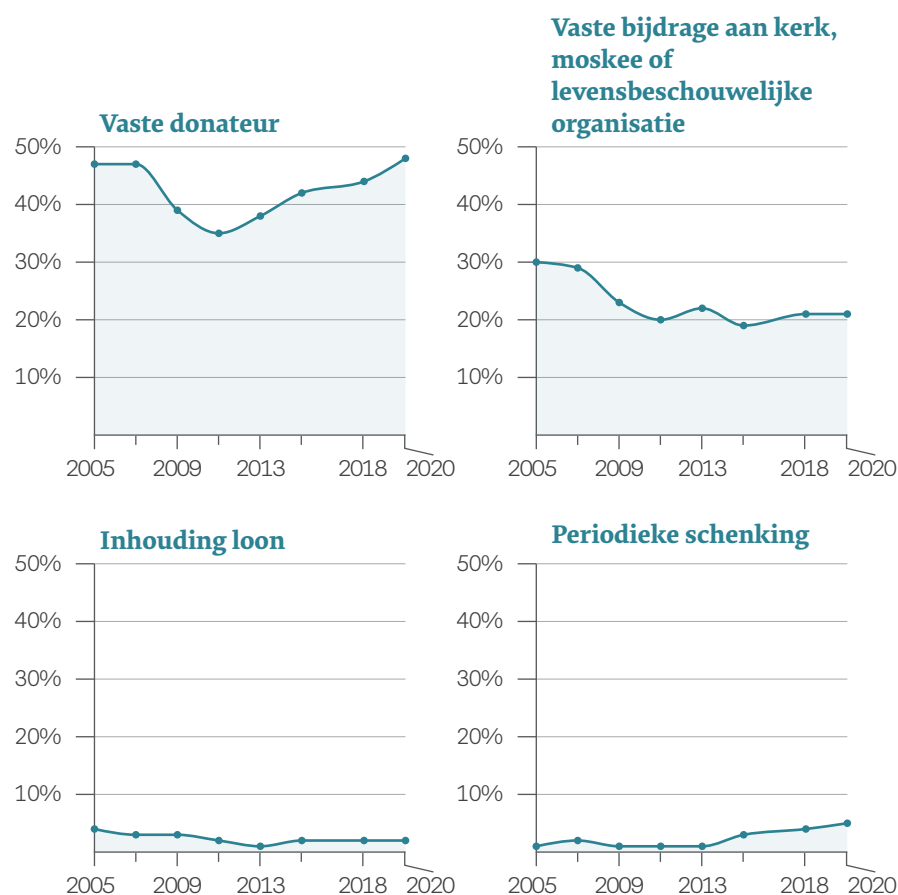 Vaste donateur
50%
40%
30%
20%
10%
2005 2009 2013 2018 2020
Vaste bijdrage aan kerk,
moskee of
levensbeschouwelijke
organisatie
50%
40%
30%
20%
10%
2005 2009 2013 2018 2020
Inhouding loon
50%
40%
30%
20%
10%
2005 2009 2013 2018 2020
Periodieke schenking
50%
40%
30%
20%
10%
2005 2009 2013 2018 2020